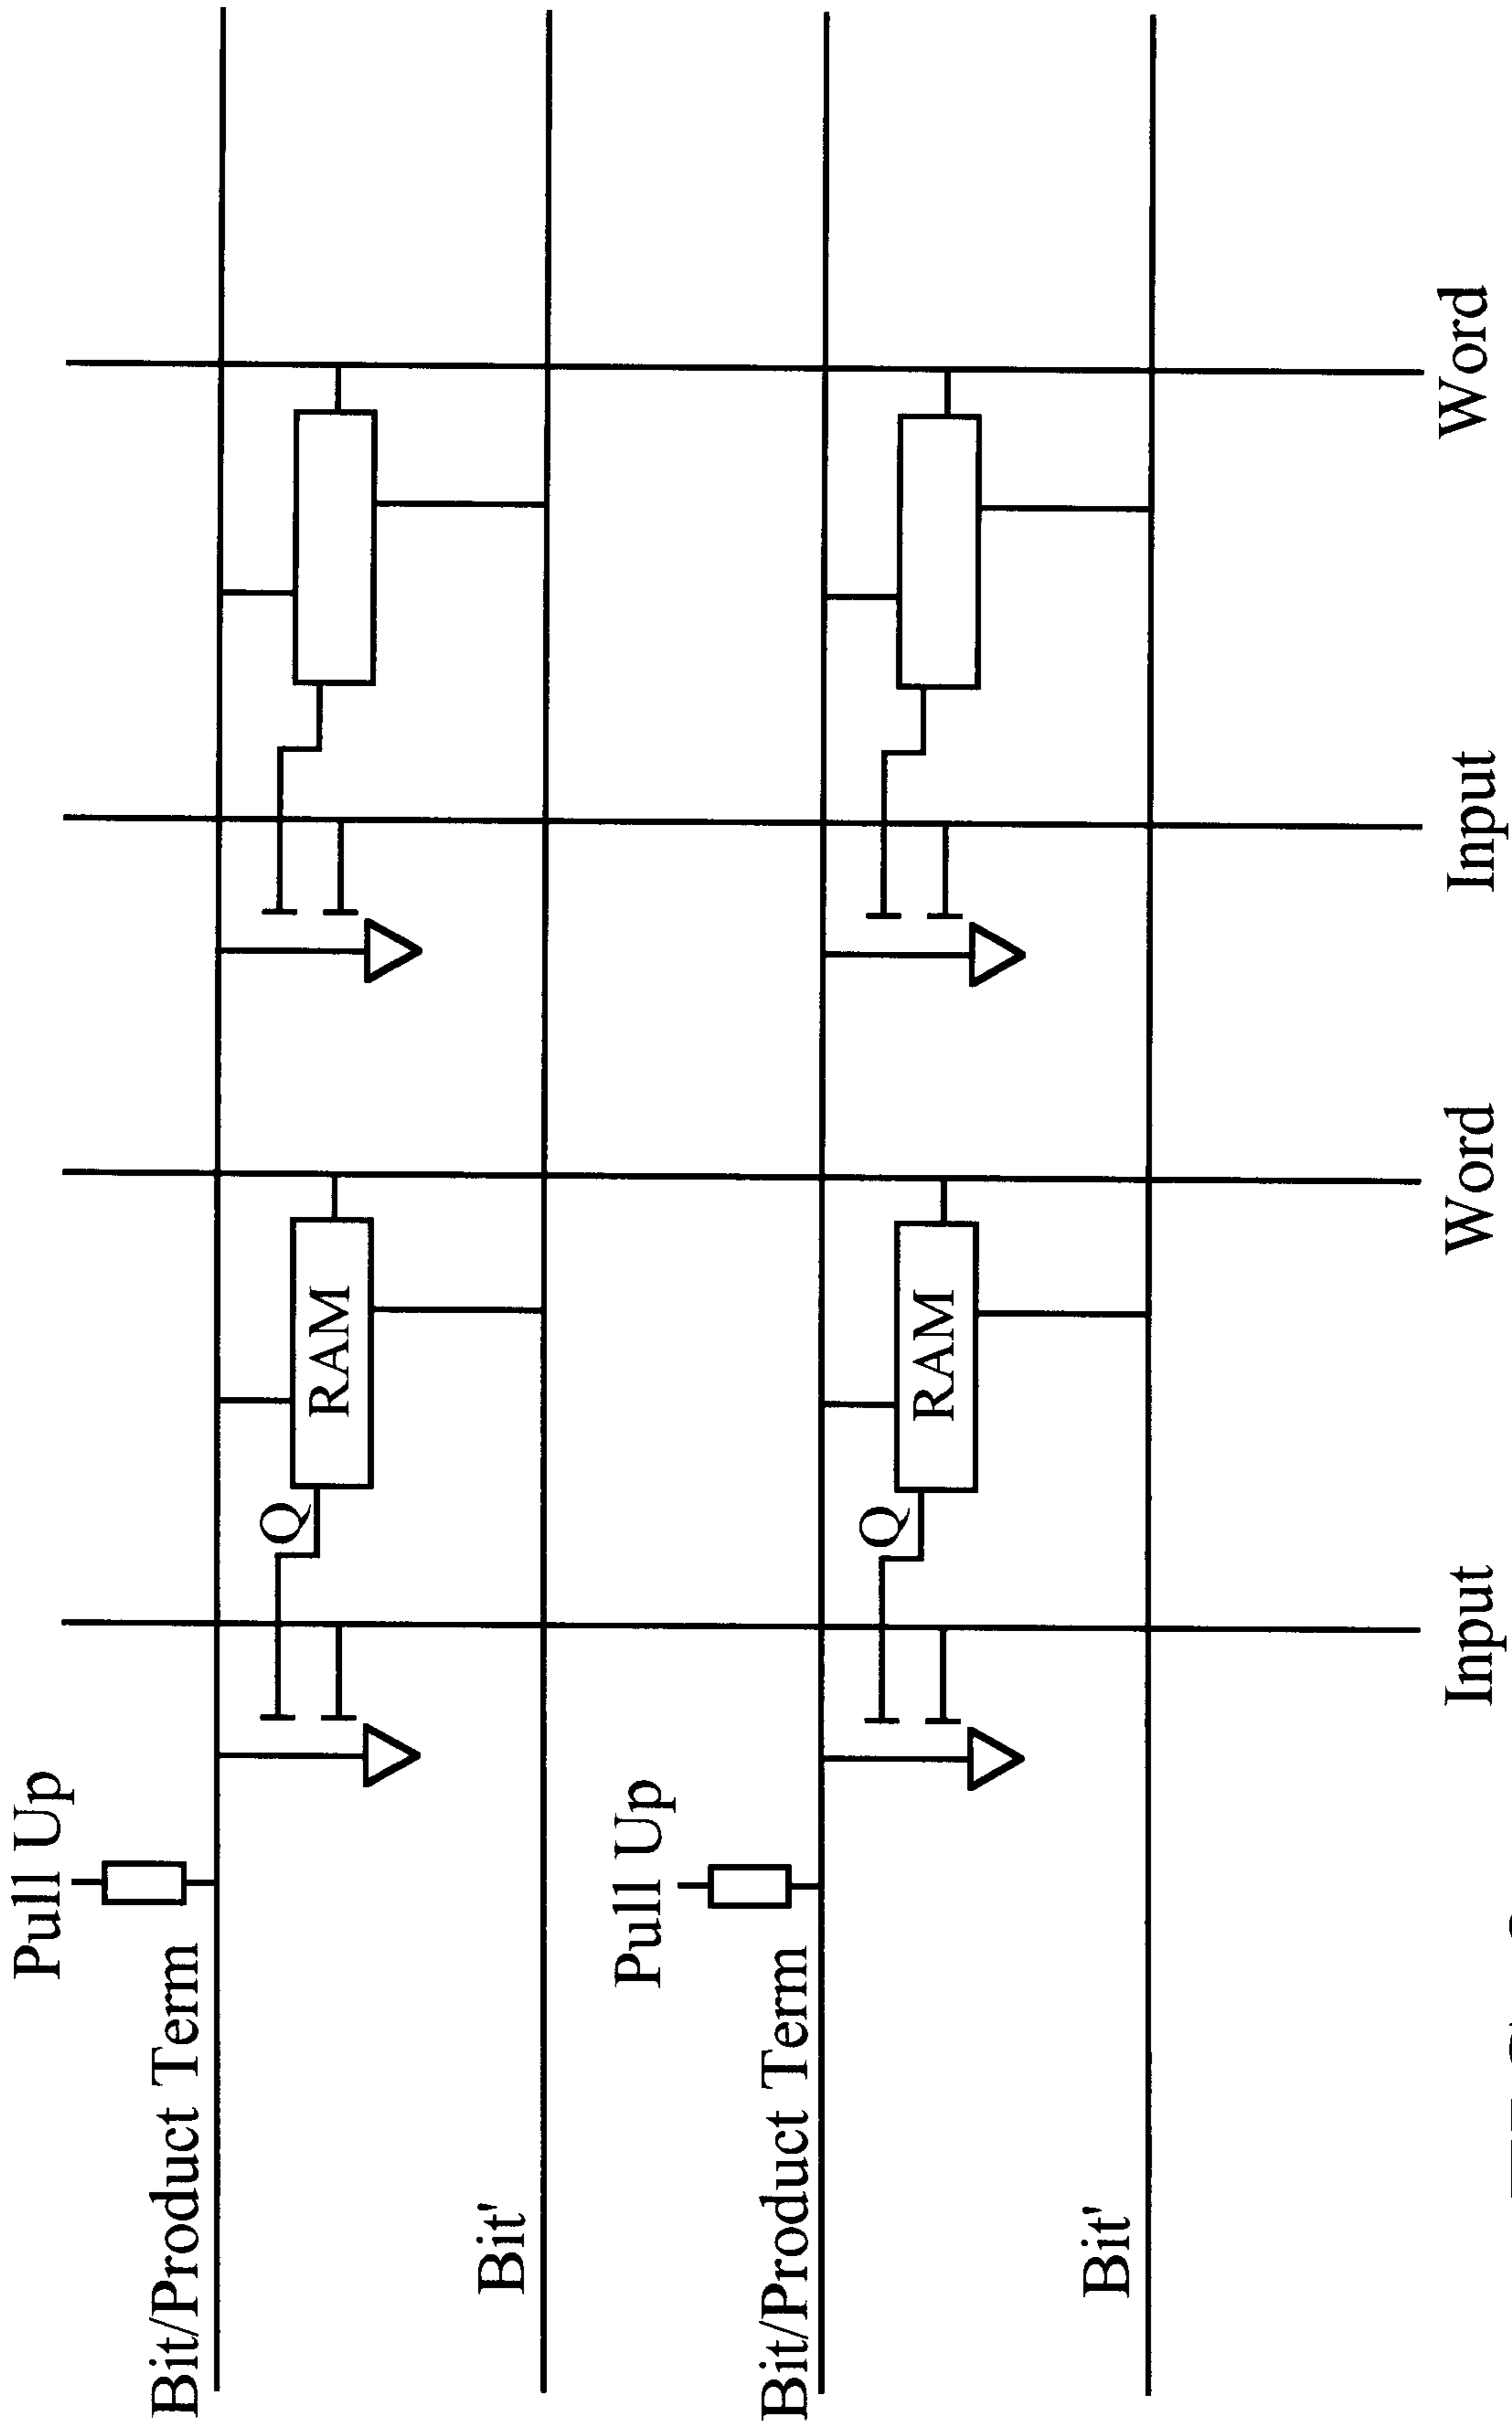 Pull Up
Bit/Product Term
Q
RAM
Bit'
Pull Up
Bit/Product Term
Q
RAM
Bit'
Input Word Input Word